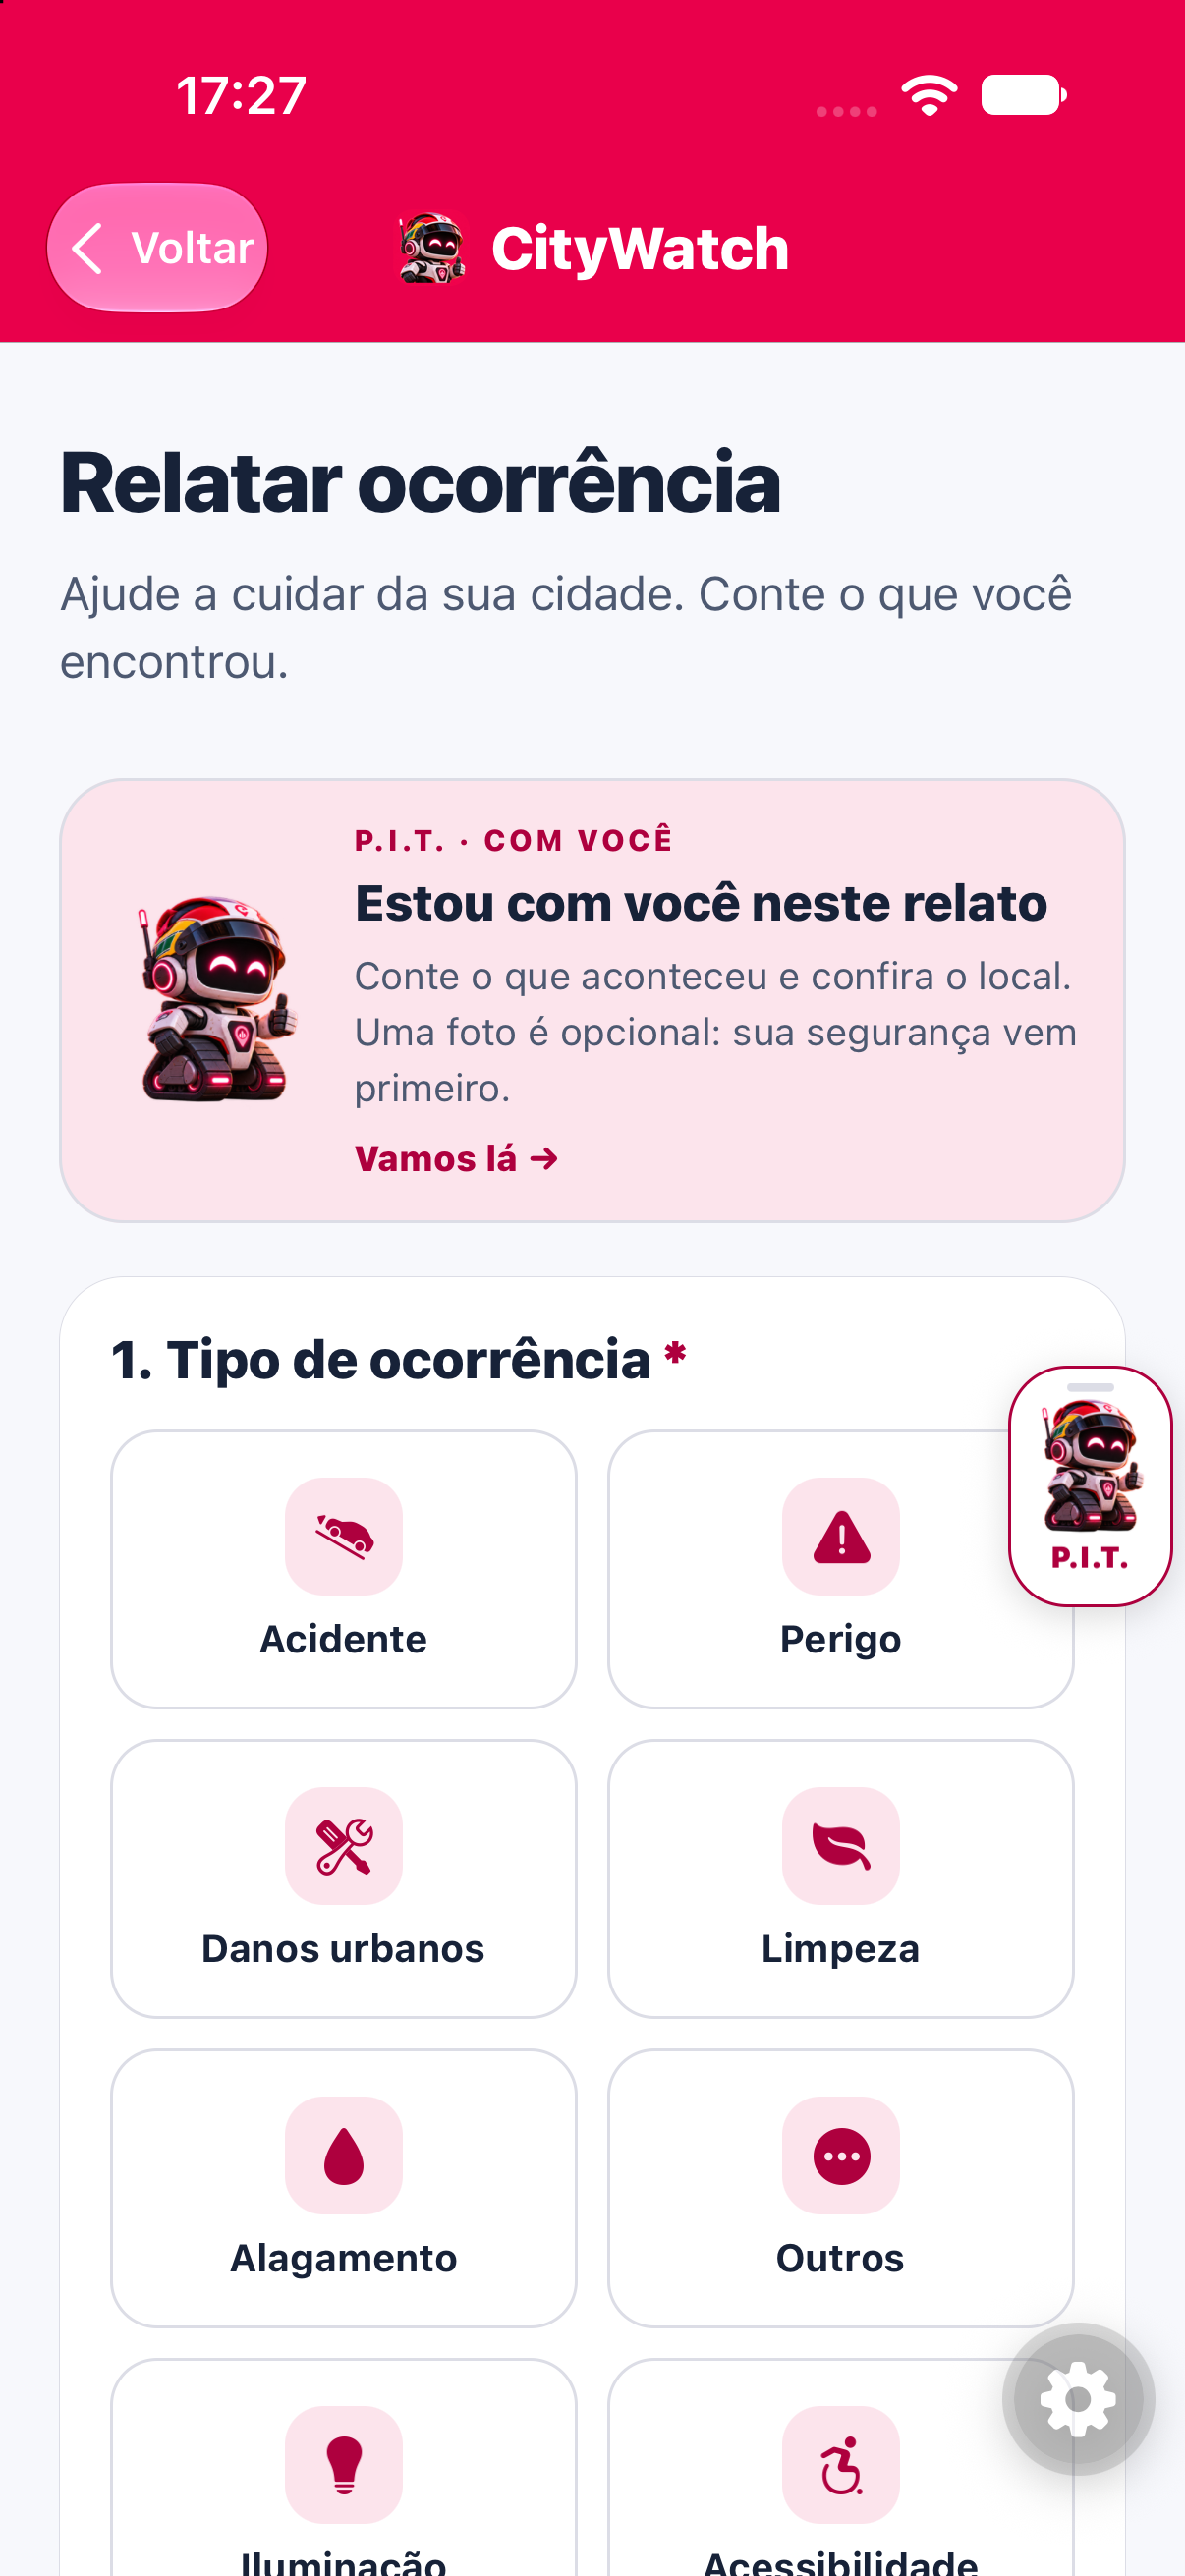 17:27
Voltar
CityWatch
Relatar ocorrência
Ajude a cuidar da sua cidade. Conte o que você
encontrou.
P.I.T. · COM VOCÊ
Estou com você neste relato
Conte o que aconteceu e confira o local.
Uma foto é opcional: sua segurança vem
primeiro.
Vamos lá →
1. Tipo de ocorrência *
P.I.T.
Acidente
Perigo
Danos urbanos
Limpeza
Alagamento
Outros
Iluminação
Acessibilidade